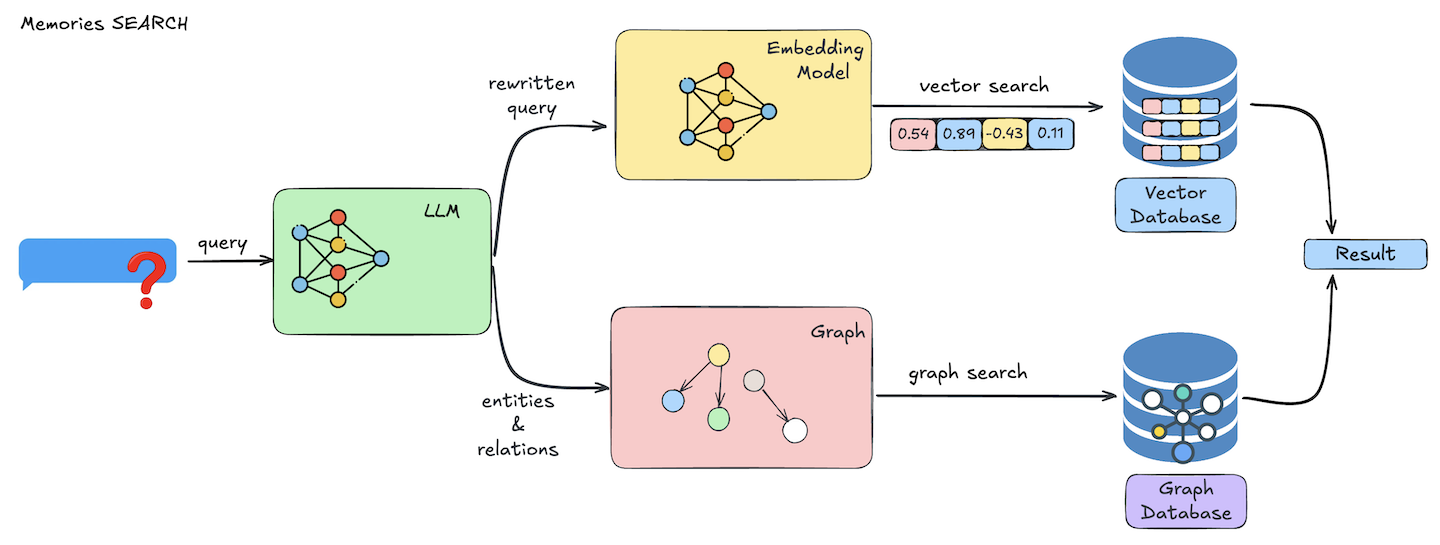 Memories SEARCH
query
LLM
rewritten
query
Embedding
Model
vector search
0.54 0.89 -0.43 0.11
Vector
Database
entities
&
relations
Graph
graph search
Graph
Database
Result